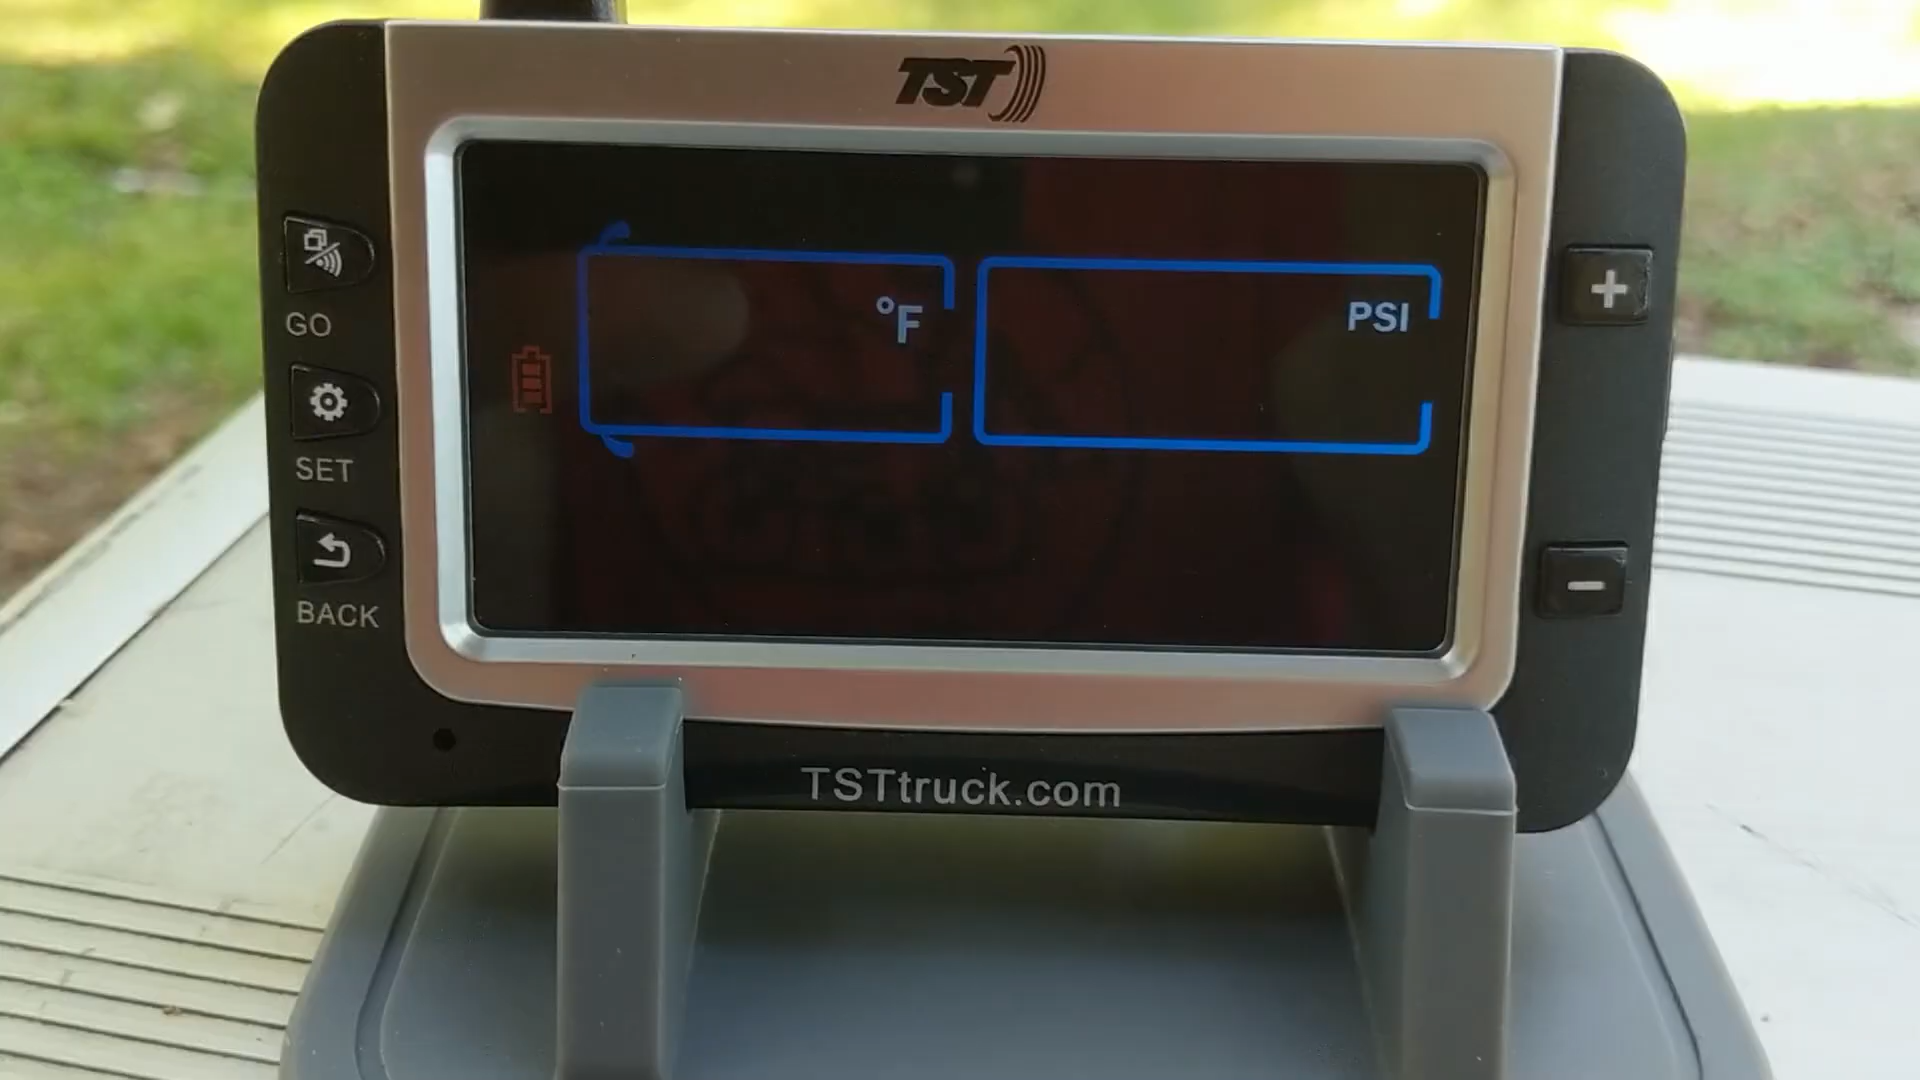 TST
°F
PSI
GO
SET
BACK
+
-
TSTtruck.com